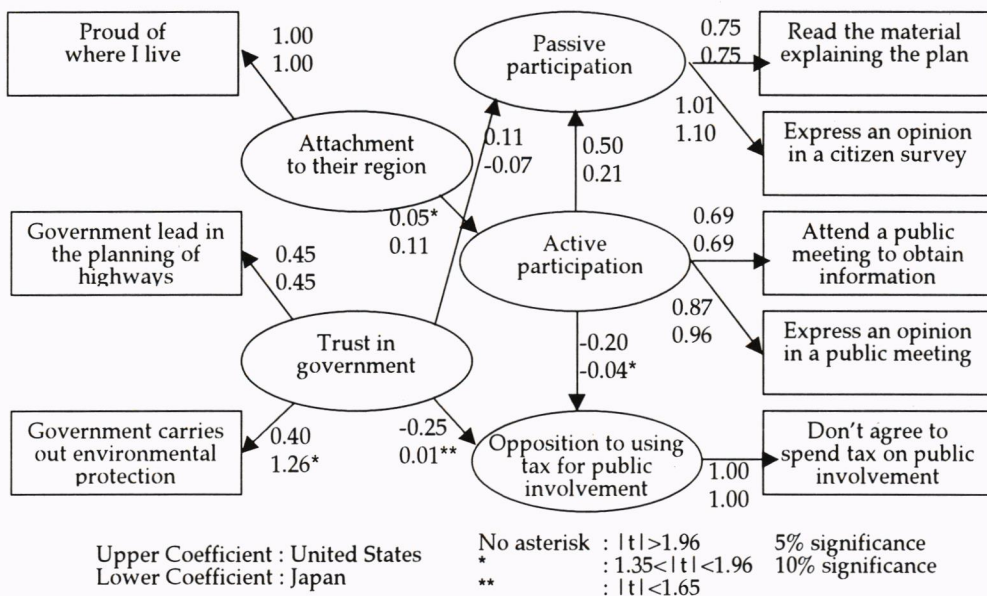 Proud of
where I live
1.00
1.00
Passive
participation
0.75
0.75
Read the material
explaining the plan
1.01
1.10
Express an opinion
in a citizen survey
Attachment
to their region
0.11
-0.07
0.50
0.21
0.05*
0.11
Government lead in
the planning of
highways
0.45
0.45
Active
participation
0.69
0.69
Attend a public
meeting to obtain
information
0.87
0.96
Express an opinion
in a public meeting
Trust in
government
-0.20
-0.04*
Government carries
out environmental
protection
0.40
1.26*
-0.25
0.01**
Opposition to using
tax for public
involvement
1.00
1.00
Don't agree to
spend tax on public
involvement
Upper Coefficient : United States
Lower Coefficient : Japan
No asterisk : |t|>1.96 5% significance
* : 1.35<|t|<1.96 10% significance
** : |t|<1.65